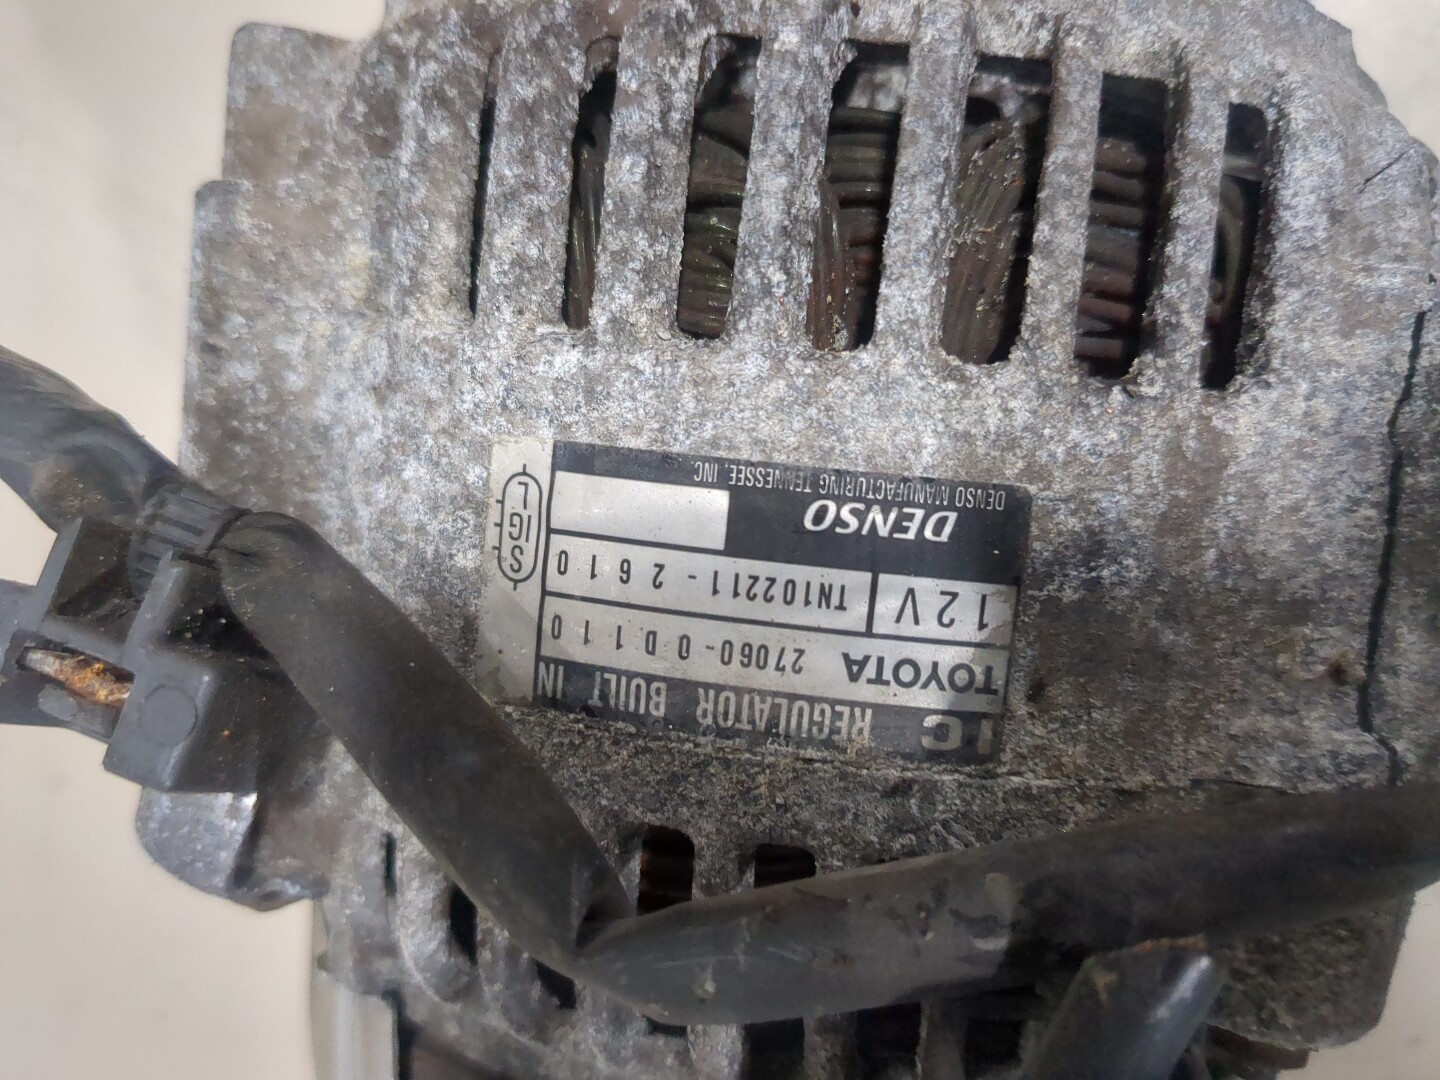 IC REGULATOR BUILT IN
TOYOTA 27060-0D110
12V TN102211-2610
DENSO
DENSO MANUFACTURING TENNESSEE, INC.
S
IG
L